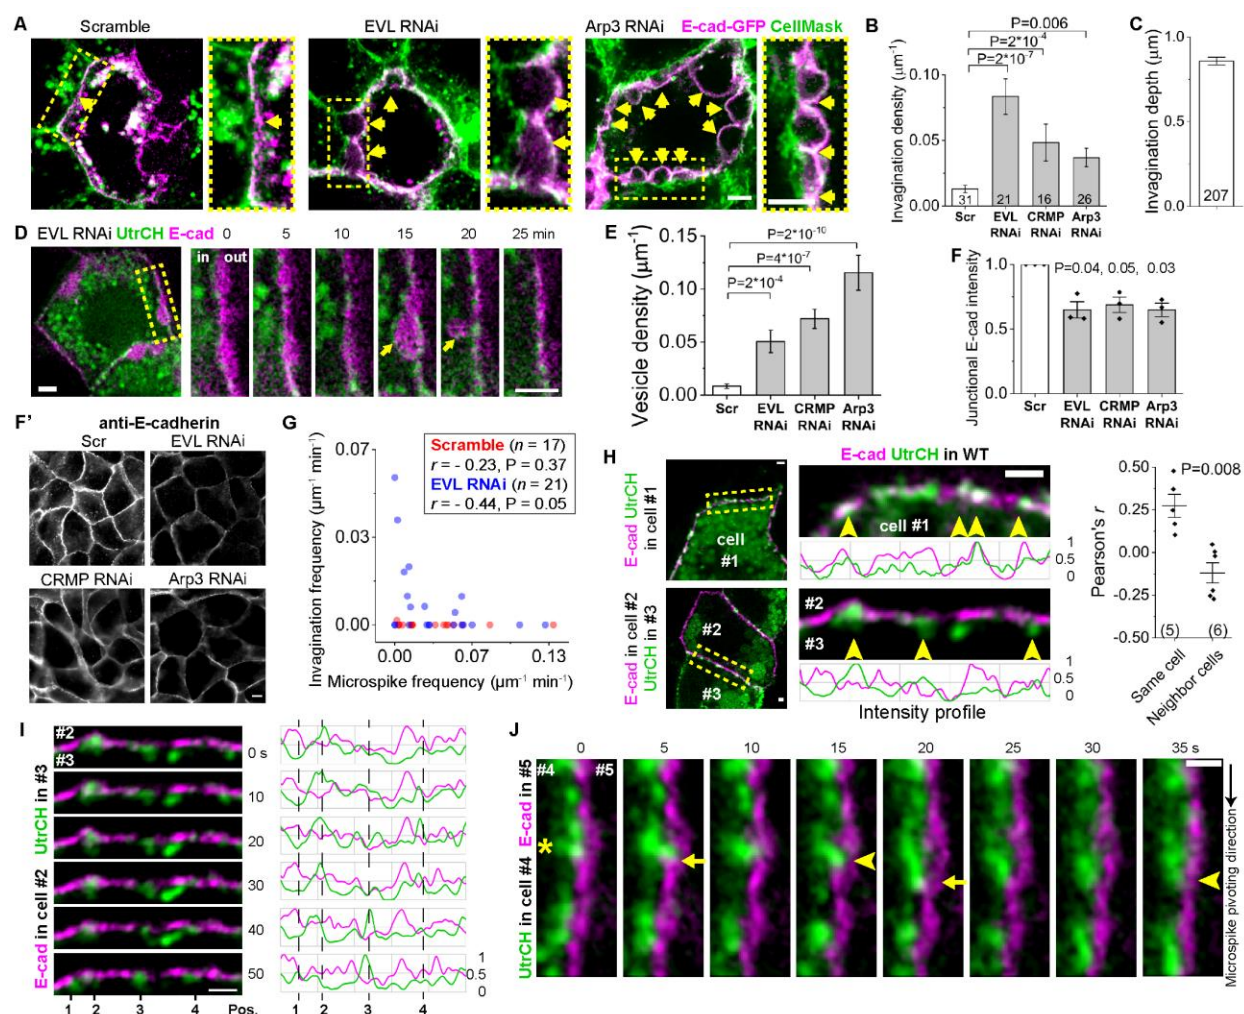 A
Scramble
EVL RNAi
Arp3 RNAi E-cad-GFP CellMask
B
Invagination density (µm⁻¹)
P=0.006
P=2*10⁻⁴
P=2*10⁻⁷
0.10
0.05
0.00
31 21 16 26
Scr EVL RNAi CRMP RNAi Arp3 RNAi
C
Invagination depth (µm)
1.0
0.5
0.0
207
D
EVL RNAi UtrCH E-cad
0 5 10 15 20 25 min
in out
E
Vesicle density (µm⁻¹)
0.15
0.10
0.05
0.00
P=2*10⁻¹⁰
P=4*10⁻⁷
P=2*10⁻⁴
Scr EVL RNAi CRMP RNAi Arp3 RNAi
F
Junctional E-cad intensity
1.0
0.5
0.0
P=0.04, 0.05, 0.03
Scr EVL RNAi CRMP RNAi Arp3 RNAi
F'
anti-E-cadherin
Scr EVL RNAi
CRMP RNAi Arp3 RNAi
G
Invagination frequency (µm⁻¹ min⁻¹)
0.07
0.03
0.00
Scramble (n = 17)
r = - 0.23, P = 0.37
EVL RNAi (n = 21)
r = - 0.44, P = 0.05
0.00 0.07 0.13
Microspike frequency (µm⁻¹ min⁻¹)
H
E-cad UtrCH in WT
E-cad UtrCH
in cell #1
cell
#1
cell #1
1
0.5
0
E-cad in cell #2
UtrCH in #3
#2
#3
#2
#3
1
0.5
0
Intensity profile
Pearson's r
0.50
0.25
0.00
-0.25
-0.50
P=0.008
(5) (6)
Same cell
Neighbor cells
I
E-cad in cell #2 UtrCH in #3
#2
#3
0 s
10
20
30
40
50
1
0.5
0
1 2 3 4 Pos. 1 2 3 4
J
UtrCH in cell #4 E-cad in #5
0 5 10 15 20 25 30 35 s
#4 #5
*
Microspike pivoting direction